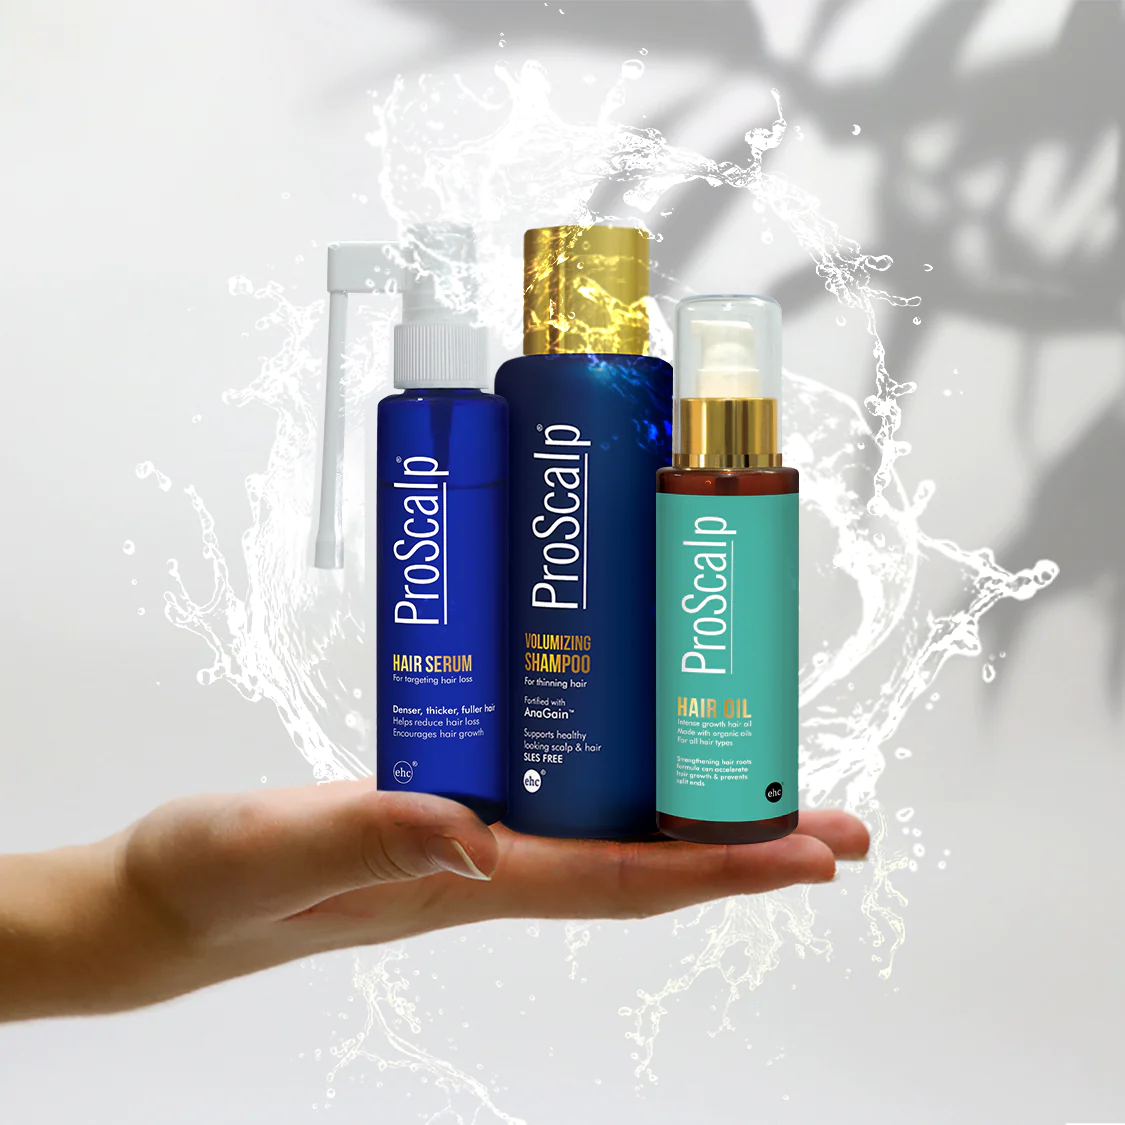 ProScalp®
HAIR SERUM
For targeting hair loss
Denser, thicker, fuller hair
Helps reduce hair loss
Encourages hair growth
ehc®
ProScalp®
VOLUMIZING
SHAMPOO
For thinning hair
Fortified with
AnaGain™
Supports healthy
looking scalp & hair
SLES FREE
ehc®
ProScalp
HAIR OIL
Intense growth hair oil
Made with organic oils
For all hair types
Strengthening hair roots
formula can accelerate
hair growth & prevents
split ends
ehc